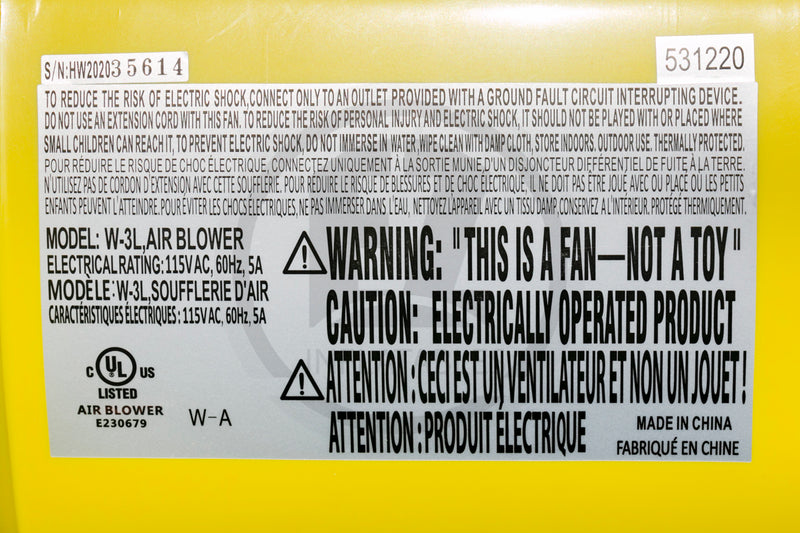 S/N:HW202035614
531220
TO REDUCE THE RISK OF ELECTRIC SHOCK,CONNECT ONLY TO AN OUTLET PROVIDED WITH A GROUND FAULT CIRCUIT INTERRUPTING DEVICE.
DO NOT USE AN EXTENSION CORD WITH THIS FAN. TO REDUCE THE RISK OF PERSONAL INJURY AND ELECTRIC SHOCK, IT SHOULD NOT BE PLAYED WITH OR PLACED WHERE
SMALL CHILDREN CAN REACH IT, TO PREVENT ELECTRIC SHOCK, DO NOT IMMERSE IN WATER, WIPE CLEAN WITH DAMP CLOTH, STORE INDOORS. OUTDOOR USE. THERMALLY PROTECTED.
POUR RÉDUIRE LE RISQUE DE CHOC ÉLECTRIQUE, CONNECTEZ UNIQUEMENT À LA SORTIE MUNIE,D'UN DISJONCTEUR DIFFÉRENTIEL DE FUITE À LA TERRE.
N'UTILISEZ PAS DE CORDON D'EXTENSION AVEC CETTE SOUFFLERIE. POUR RÉDUIRE LE RISQUE DE BLESSURES ET DE CHOC ÉLECTRIQUE, IL NE DOIT PAS ÊTRE JOUÉ AVEC OU PLACE OU LES PETITS
ENFANTS PEUVENT L'ATTEINDRE. POUR ÉVITER LES CHOCS ÉLECTRIQUES, NE PAS IMMERSER DANS L'EAU, NETTOYEZ L'APPAREIL AVEC UN TISSU DAMP,CONSERVEZ A L'INTÉRIEUR. PROTÉGÉ THERMIQUEMENT.
MODEL: W-3L,AIR BLOWER
ELECTRICAL RATING: 115V AC, 60Hz, 5A
MODÈLE: W-3L,SOUFFLERIE D'AIR
CARACTÉRISTIQUES ÉLECTRIQUES : 115V AC, 60Hz, 5A
WARNING: "THIS IS A FAN—NOT A TOY"
CAUTION: ELECTRICALLY OPERATED PRODUCT
ATTENTION : CECI EST UN VENTILATEUR ET NON UN JOUET !
ATTENTION : PRODUIT ÉLECTRIQUE
C UL US
LISTED
AIR BLOWER
E230679
W-A
MADE IN CHINA
FABRIQUÉ EN CHINE